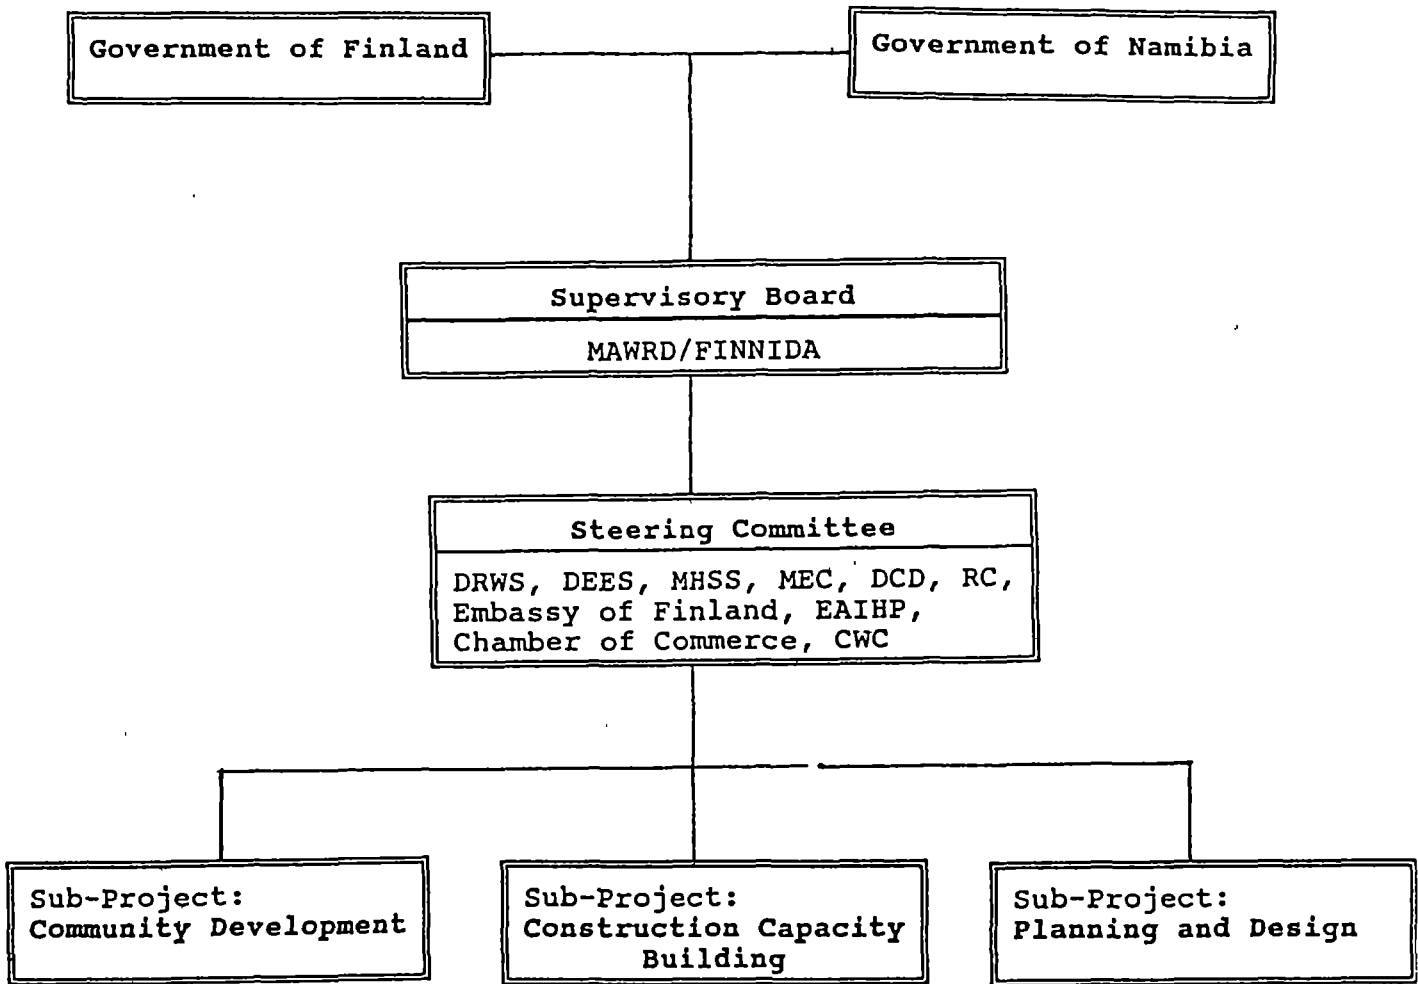 Government of Finland
Government of Namibia
Supervisory Board
MAWRD/FINNIDA
Steering Committee
DRWS, DEES, MHSS, MEC, DCD, RC,
Embassy of Finland, EAIHP,
Chamber of Commerce, CWC
Sub-Project:
Community Development
Sub-Project:
Construction Capacity
Building
Sub-Project:
Planning and Design